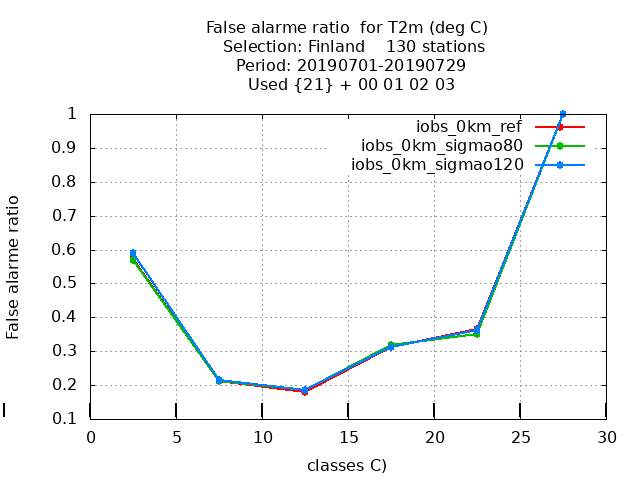 False alarme ratio  for T2m (deg C)
Selection: Finland    130 stations
Period: 20190701-20190729
Used {21} + 00 01 02 03
iobs_0km_ref
iobs_0km_sigmao80
iobs_0km_sigmao120
False alarme ratio
1
0.9
0.8
0.7
0.6
0.5
0.4
0.3
0.2
0.1
0 5 10 15 20 25 30
classes C)